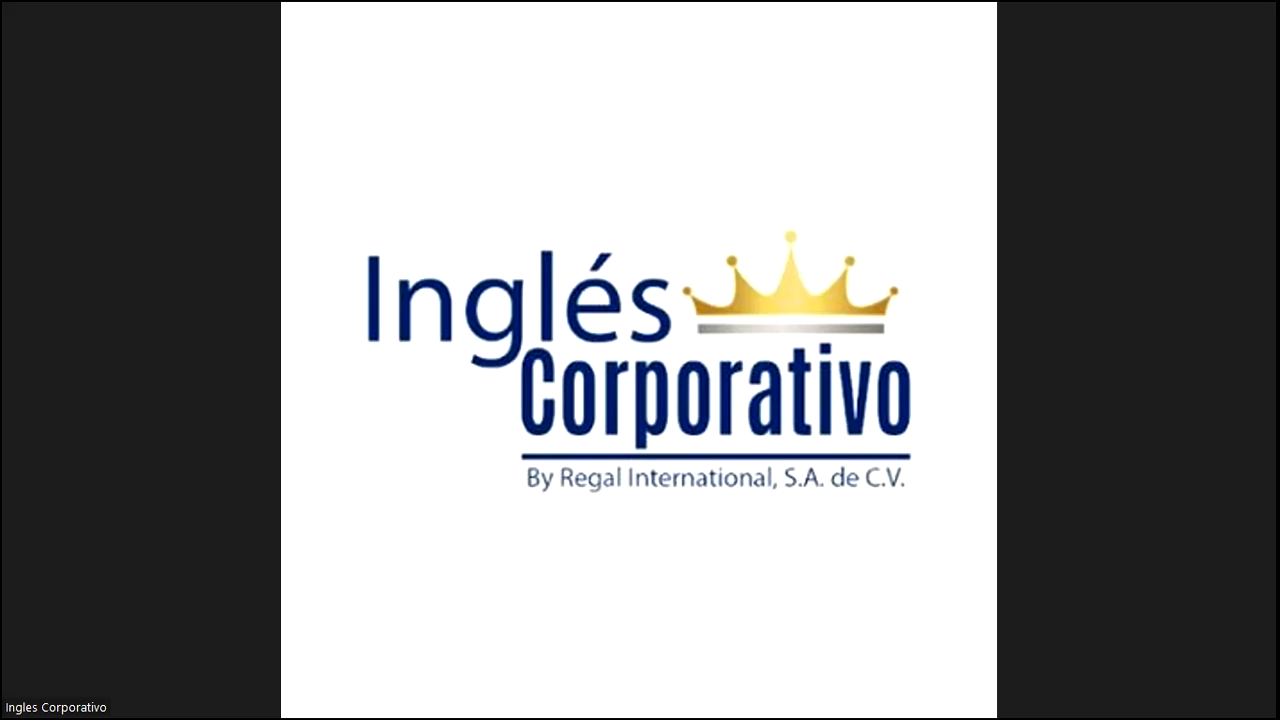 Inglés
Corporativo
By Regal International, S.A. de C.V.
Ingles Corporativo